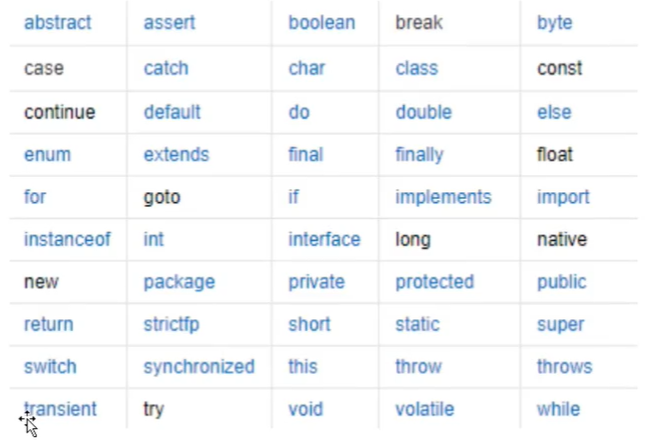 abstract assert boolean break byte
case catch char class const
continue default do double else
enum extends final finally float
for goto if implements import
instanceof int interface long native
new package private protected public
return strictfp short static super
switch synchronized this throw throws
transient try void volatile while